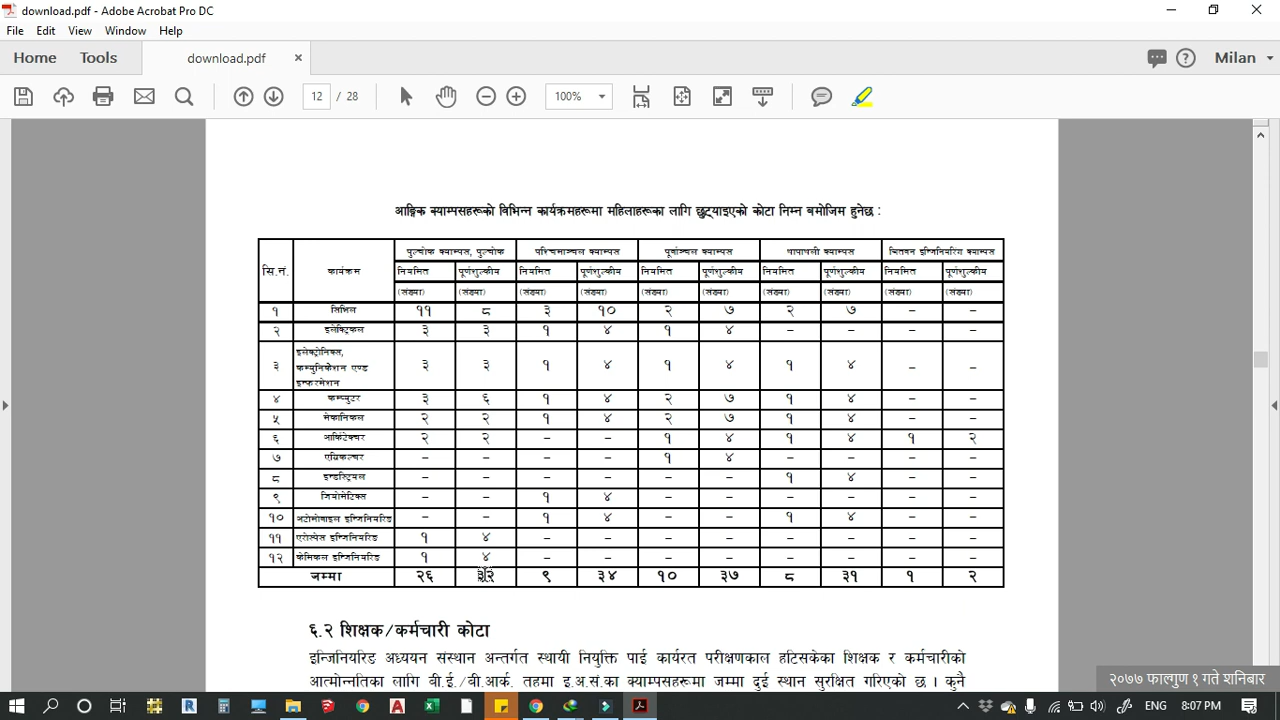 download.pdf - Adobe Acrobat Pro DC
File Edit View Window Help
Home Tools download.pdf × Milan
12 / 28 100%
आङ्गिक क्याम्पसहरूको विभिन्न कार्यक्रमहरूमा महिलाहरूका लागि छुट्याइएको कोटा निम्न बमोजिम हुनेछ :
सि.नं. कार्यक्रम पुल्चोक क्याम्पस, पुल्चोक पश्चिमाञ्चल क्याम्पस पूर्वाञ्चल क्याम्पस थापाथली क्याम्पस चितवन इन्जिनियरिङ क्याम्पस
नियमित पूर्णशुल्कीय नियमित पूर्णशुल्कीय नियमित पूर्णशुल्कीय नियमित पूर्णशुल्कीय नियमित पूर्णशुल्कीय
(संख्या) (संख्या) (संख्या) (संख्या) (संख्या) (संख्या) (संख्या) (संख्या) (संख्या) (संख्या)
१ सिभिल ११ ८ ३ १० २ ७ २ ७ - -
२ इलेक्ट्रिकल ३ ३ १ ४ १ ४ - - - -
३ इलेक्ट्रोनिक्स, कम्युनिकेशन एण्ड इन्फरमेशन ३ ३ १ ४ १ ४ १ ४ - -
४ कम्प्युटर ३ ६ १ ४ २ ७ १ ४ - -
५ मेकानिकल २ २ १ ४ २ ७ १ ४ - -
६ आर्किटेक्चर २ २ - - १ ४ १ ४ १ २
७ एग्रिकल्चर - - - - १ ४ - - - -
८ इन्डस्ट्रियल - - - - - - १ ४ - -
९ जियोमेटिक्स - - १ ४ - - - - - -
१० अटोमोबाइल इन्जिनियरिङ - - १ ४ - - १ ४ - -
११ एरोस्पेस इन्जिनियरिङ १ ४ - - - - - - - -
१२ केमिकल इन्जिनियरिङ १ ४ - - - - - - - -
जम्मा २६ ३२ ९ ३४ १० ३७ ८ ३१ १ २
६.२ शिक्षक/कर्मचारी कोटा
इन्जिनियरिङ अध्ययन संस्थान अन्तर्गत स्थायी नियुक्ति पाई कार्यरत परीक्षणकाल हटिसकेका शिक्षक र कर्मचारीको
आत्मोन्नतिका लागि बी.ई./बी.आर्क. तहमा इ.अ.सं.का क्याम्पसहरूमा जम्मा दुई स्थान सुरक्षित गरिएको छ । कुनै
२०७७ फाल्गुण १ गते शनिबार
ENG 8:07 PM